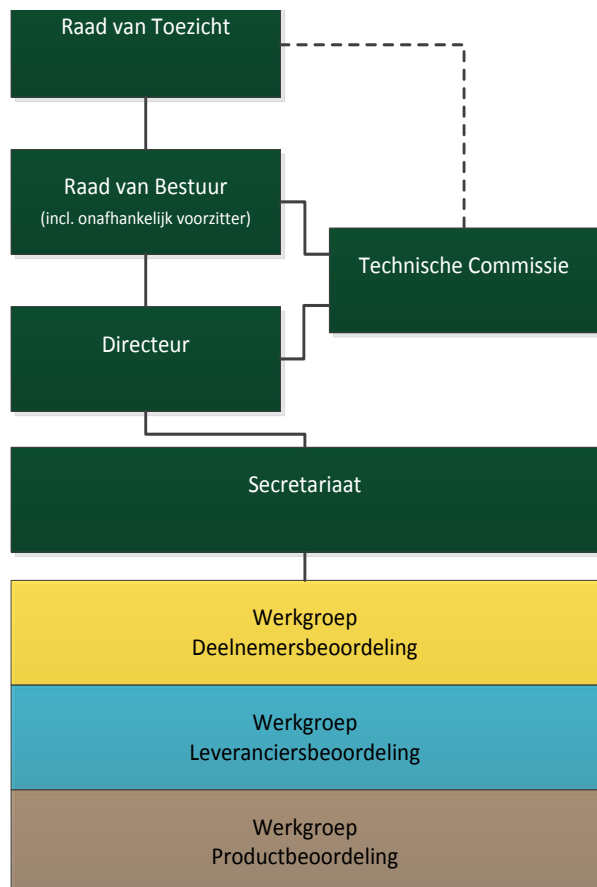 Raad van Toezicht
Raad van Bestuur
(incl. onafhankelijk voorzitter)
Technische Commissie
Directeur
Secretariaat
Werkgroep
Deelnemersbeoordeling
Werkgroep
Leveranciersbeoordeling
Werkgroep
Productbeoordeling